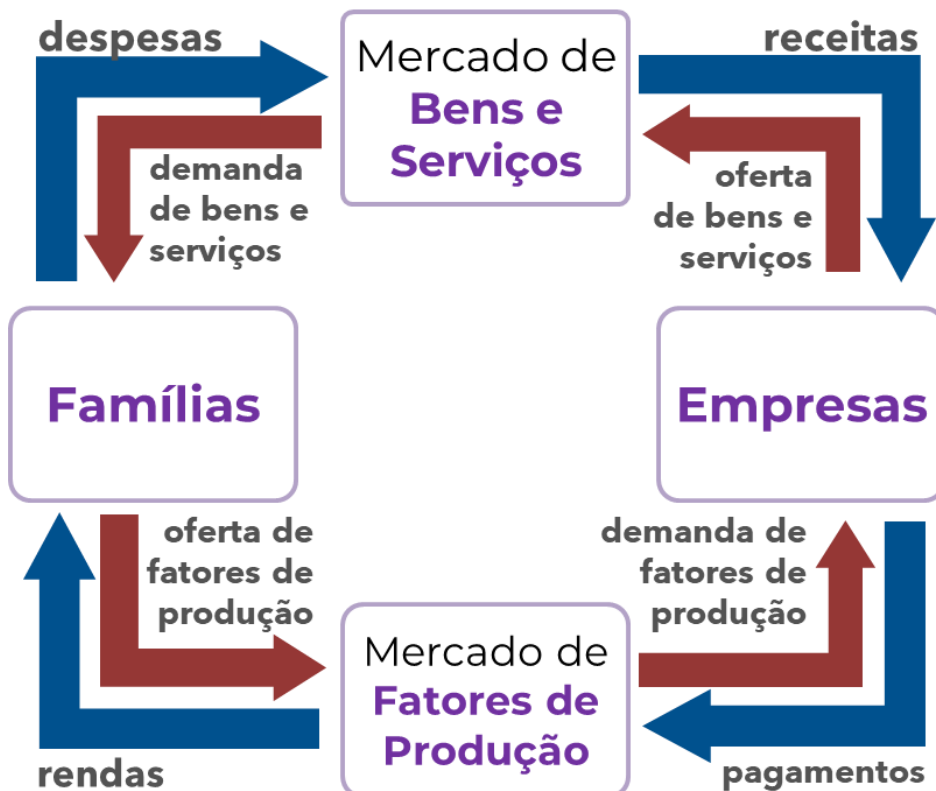 despesas
Mercado de
Bens e
Serviços
receitas
demanda
de bens e
serviços
oferta
de bens e
serviços
Famílias
Empresas
oferta de
fatores de
produção
demanda de
fatores de
produção
Mercado de
Fatores de
Produção
rendas
pagamentos